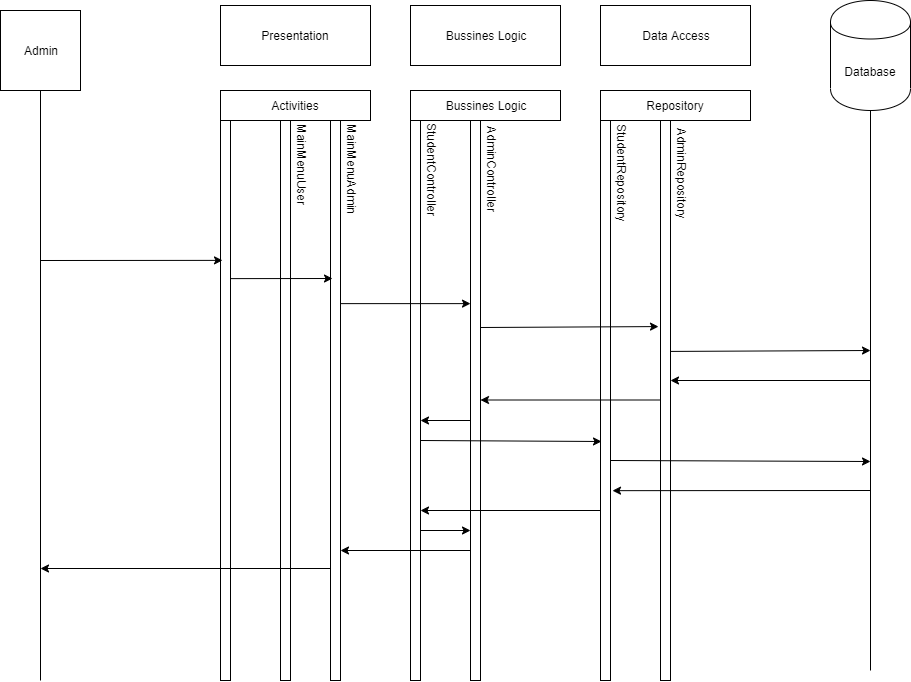 Admin
Presentation
Bussines Logic
Data Access
Database
Activities
Bussines Logic
Repository
MainMenuUser
MainMenuAdmin
StudentController
AdminController
StudentRepository
AdminRepository